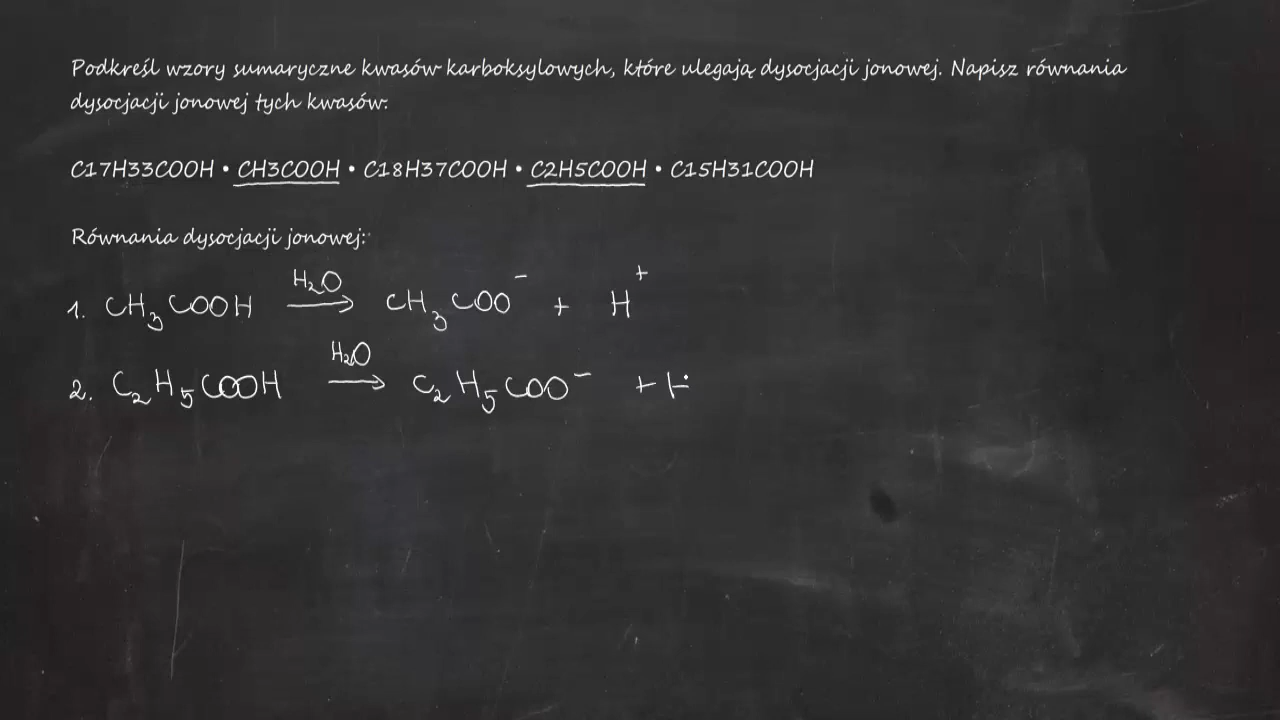 Podkreśl wzory sumaryczne kwasów karboksylowych, które ulegają dysocjacji jonowej. Napisz równania
dysocjacji jonowej tych kwasów:
C17H33COOH • CH3COOH • C18H37COOH • C2H5COOH • C15H31COOH
Równania dysocjacji jonowej:
1. CH₃COOH H₂O → CH₃COO⁻ + H⁺
2. C₂H₅COOH H₂O → C₂H₅COO⁻ +